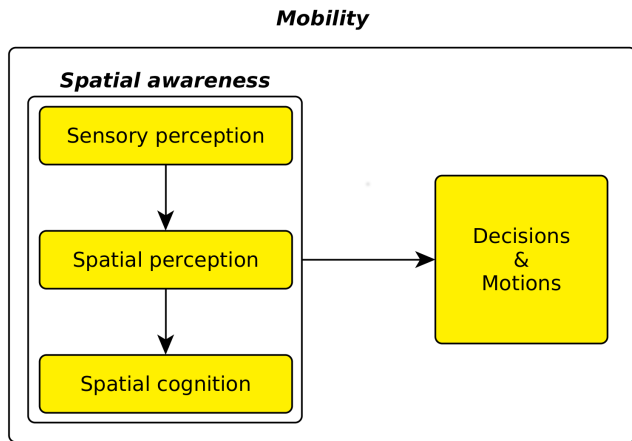 Mobility
Spatial awareness
Sensory perception
Spatial perception
Spatial cognition
Decisions
&
Motions